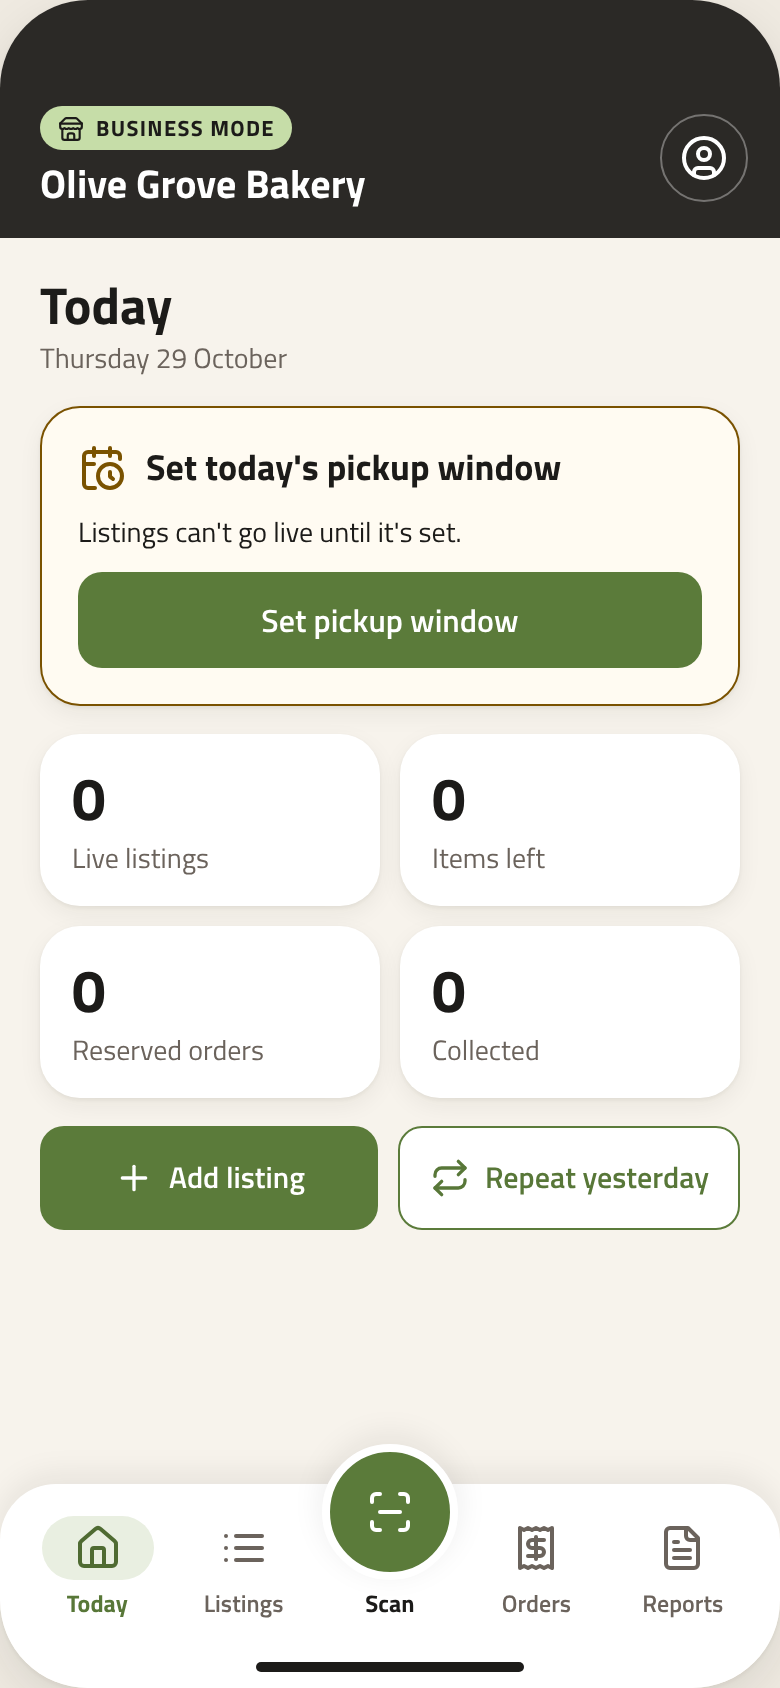 BUSINESS MODE
Olive Grove Bakery
Today
Thursday 29 October
Set today's pickup window
Listings can't go live until it's set.
Set pickup window
0
Live listings
0
Items left
0
Reserved orders
0
Collected
Add listing
Repeat yesterday
Today
Listings
Scan
Orders
Reports